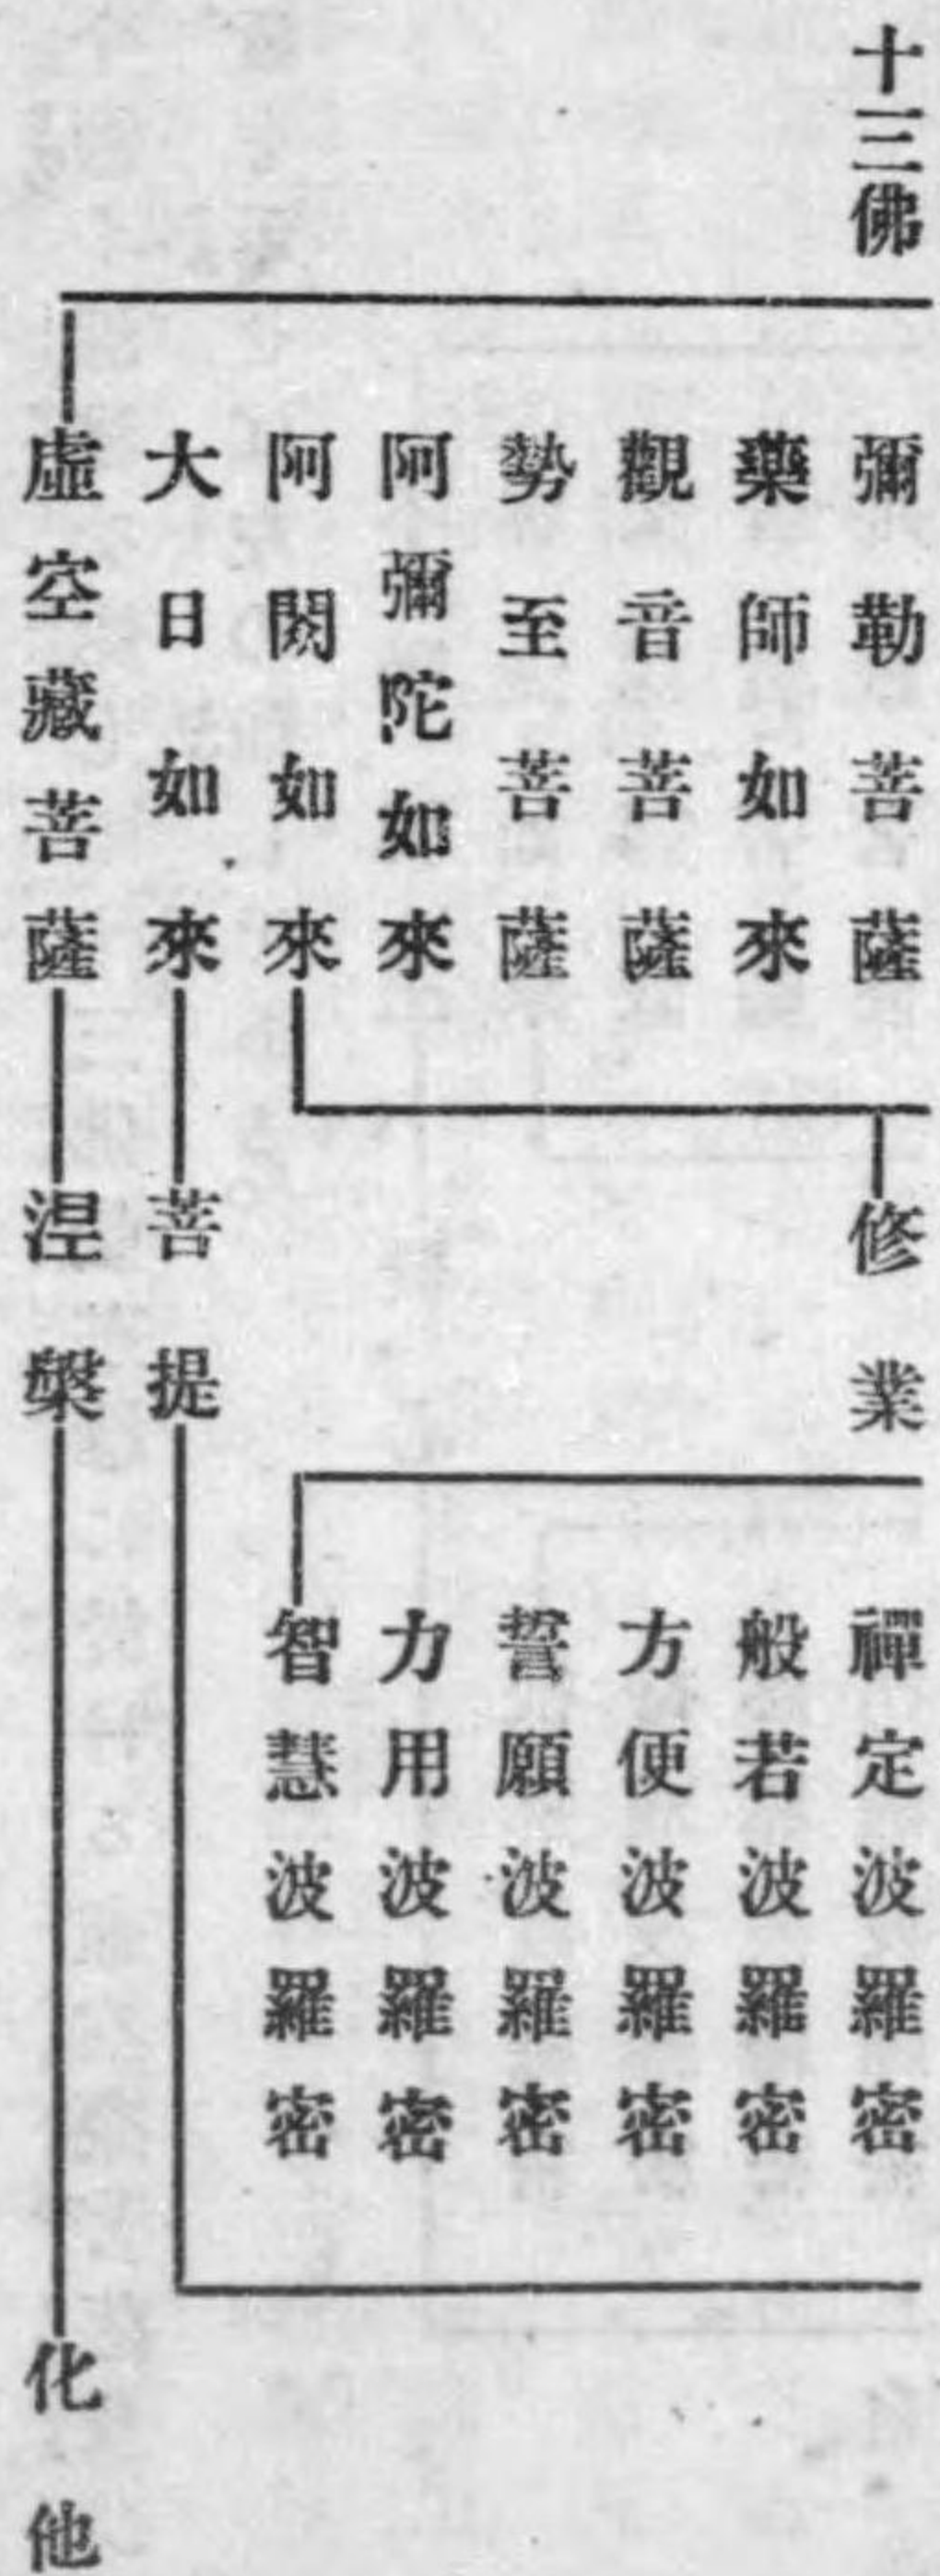 十三佛
彌勒菩薩
藥師如來
觀音菩薩
勢至菩薩
阿彌陀如來
阿閦如來
大日如來
虛空藏菩薩
修業
菩提
涅槃
禪定波羅密
般若波羅密
方便波羅密
誓願波羅密
力用波羅密
智慧波羅密
化他